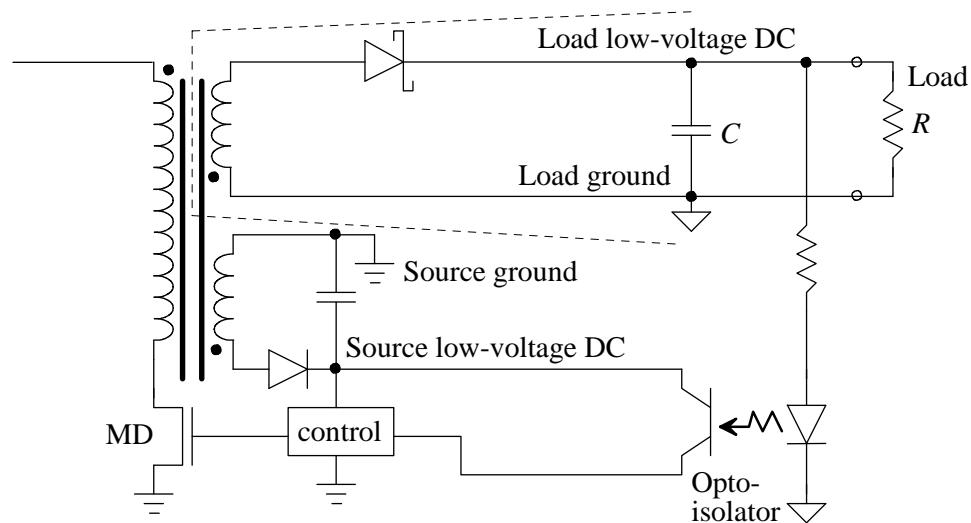 Load low-voltage DC
Load
C
R
Load ground
Source ground
Source low-voltage DC
MD
control
Opto-
isolator